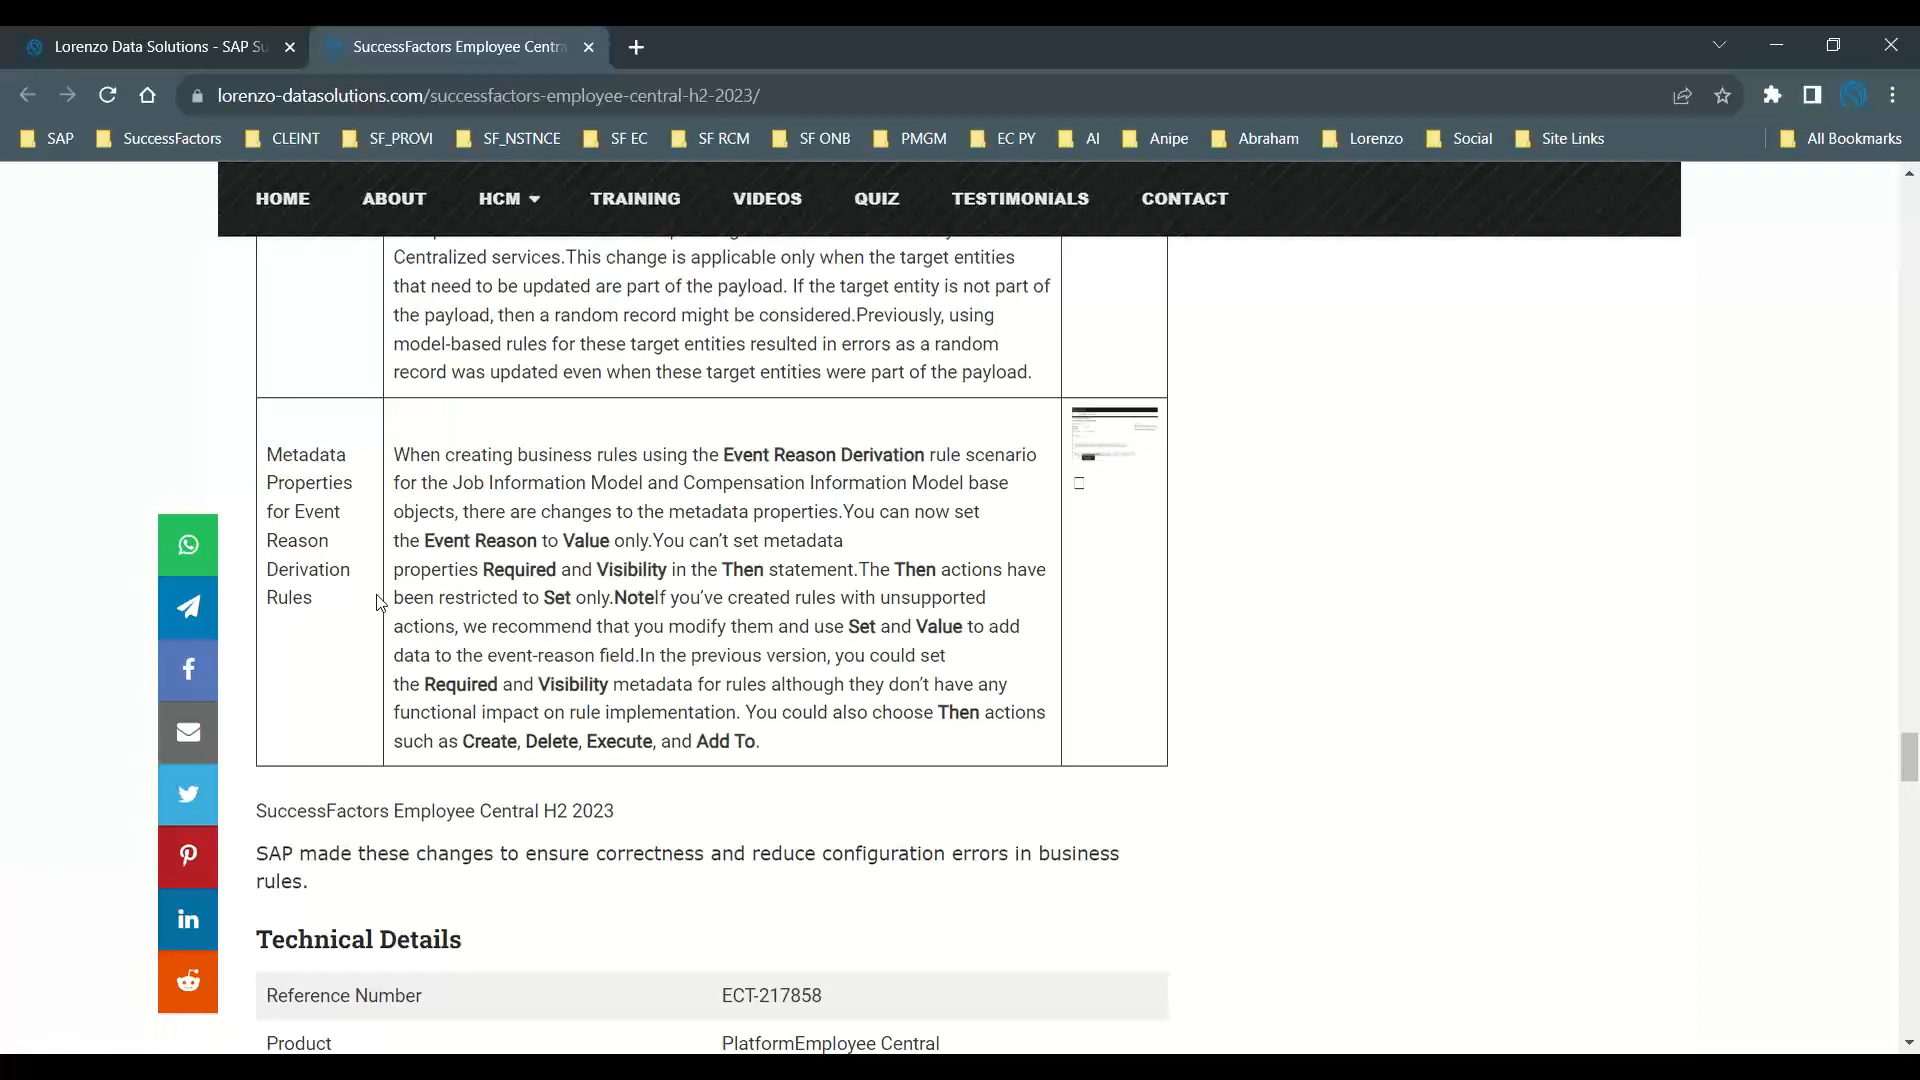 Lorenzo Data Solutions - SAP Su
SuccessFactors Employee Centra
lorenzo-datasolutions.com/successfactors-employee-central-h2-2023/
SAP
SuccessFactors
CLEINT
SF_PROVI
SF_NSTNCE
SF EC
SF RCM
SF ONB
PMGM
EC PY
AI
Anipe
Abraham
Lorenzo
Social
Site Links
All Bookmarks
HOME
ABOUT
HCM
TRAINING
VIDEOS
QUIZ
TESTIMONIALS
CONTACT
Centralized services.This change is applicable only when the target entities
that need to be updated are part of the payload. If the target entity is not part of
the payload, then a random record might be considered.Previously, using
model-based rules for these target entities resulted in errors as a random
record was updated even when these target entities were part of the payload.
Metadata
Properties
for Event
Reason
Derivation
Rules
When creating business rules using the Event Reason Derivation rule scenario
for the Job Information Model and Compensation Information Model base
objects, there are changes to the metadata properties.You can now set
the Event Reason to Value only.You can't set metadata
properties Required and Visibility in the Then statement.The Then actions have
been restricted to Set only.NoteIf you've created rules with unsupported
actions, we recommend that you modify them and use Set and Value to add
data to the event-reason field.In the previous version, you could set
the Required and Visibility metadata for rules although they don't have any
functional impact on rule implementation. You could also choose Then actions
such as Create, Delete, Execute, and Add To.
SuccessFactors Employee Central H2 2023
SAP made these changes to ensure correctness and reduce configuration errors in business
rules.
Technical Details
Reference Number
ECT-217858
Product
PlatformEmployee Central